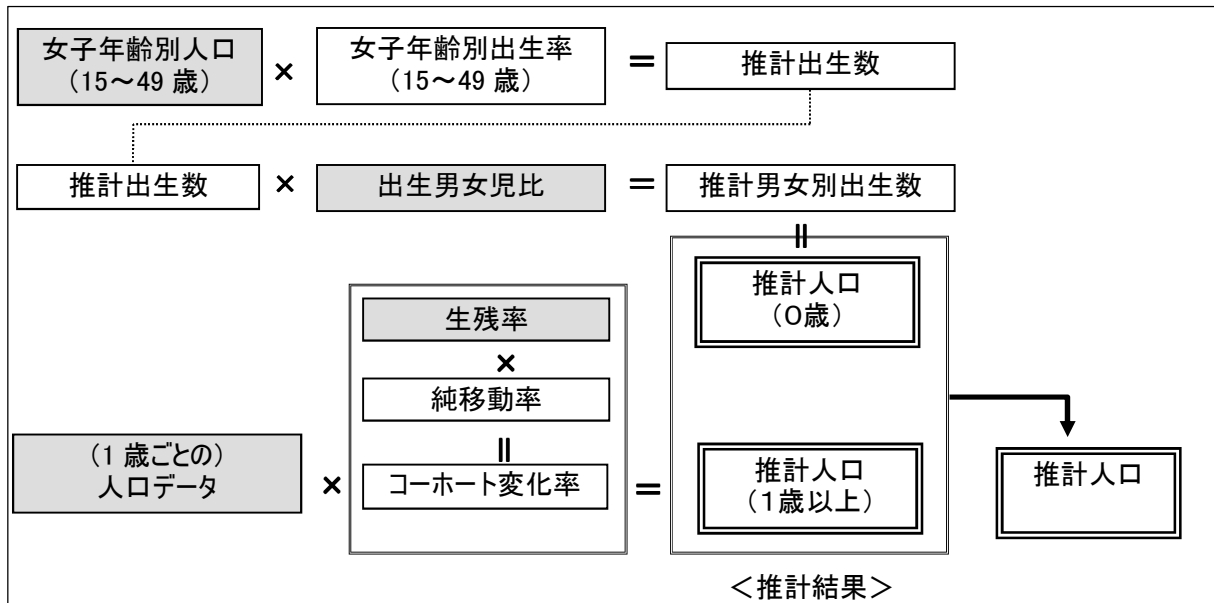 女子年齢別人口
（15～49 歳）
×
女子年齢別出生率
（15～49 歳）
＝
推計出生数
推計出生数
×
出生男女児比
＝
推計男女別出生数
＝
推計人口
（０歳）
生残率
×
純移動率
＝
コーホート変化率
（１歳ごとの）
人口データ
×
＝
推計人口
（１歳以上）
推計人口
＜推計結果＞